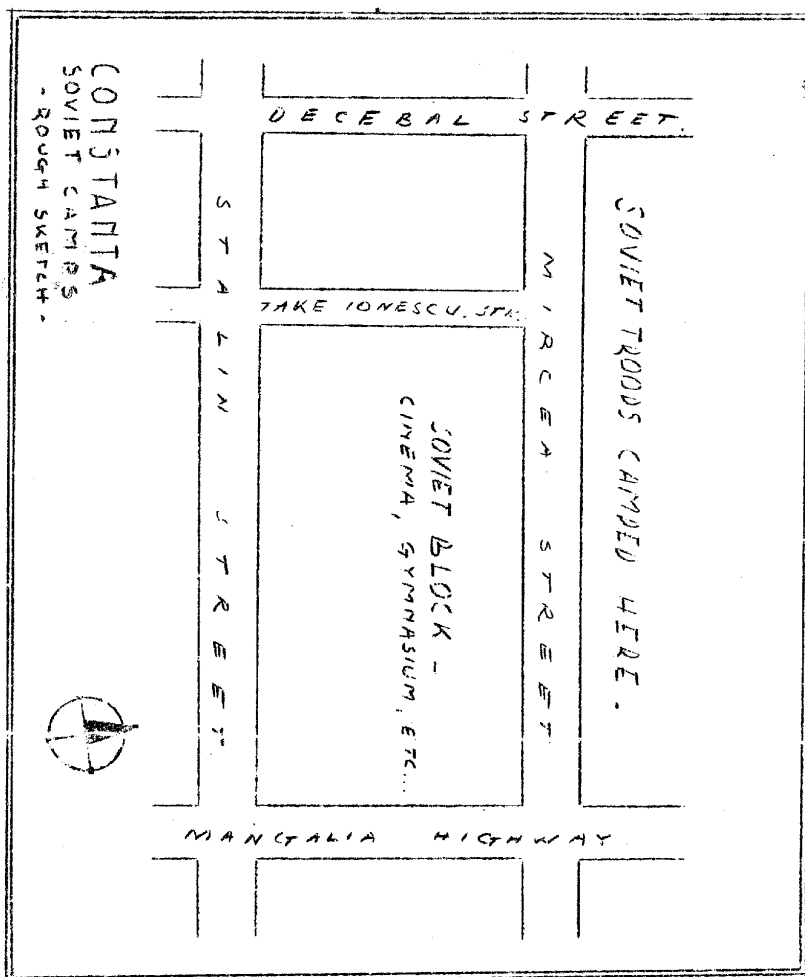 CONSTANTA
SOVIET CAMPS
- ROUGH SKETCH -
DECEBAL STREET.
STALIN STREET
TAKE IONESCU. STR.
MIRCEA STREET
SOVIET TROOPS CAMPED HERE.
SOVIET BLOCK -
CINEMA, GYMNASIUM, ETC...
MANGALIA HIGHWAY